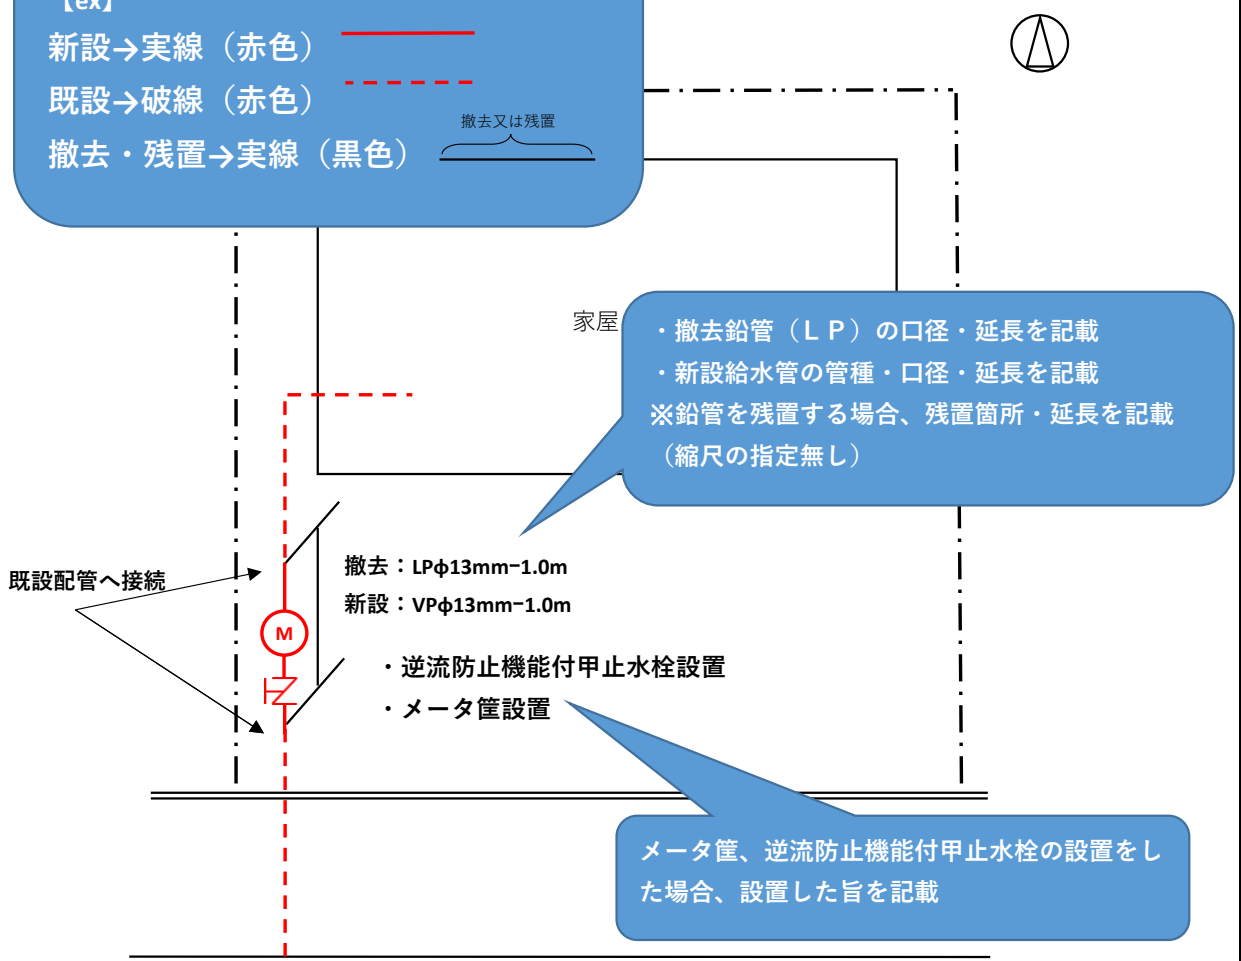 【ex】
新設→実線（赤色）
既設→破線（赤色）
撤去又は残置
撤去・残置→実線（黒色）
家屋
・撤去鉛管（ＬＰ）の口径・延長を記載
・新設給水管の管種・口径・延長を記載
※鉛管を残置する場合、残置箇所・延長を記載
（縮尺の指定無し）
既設配管へ接続
撤去：LPφ13mm−1.0m
新設：VPφ13mm−1.0m
M
・逆流防止機能付甲止水栓設置
・メータ筐設置
メータ筐、逆流防止機能付甲止水栓の設置をし
た場合、設置した旨を記載